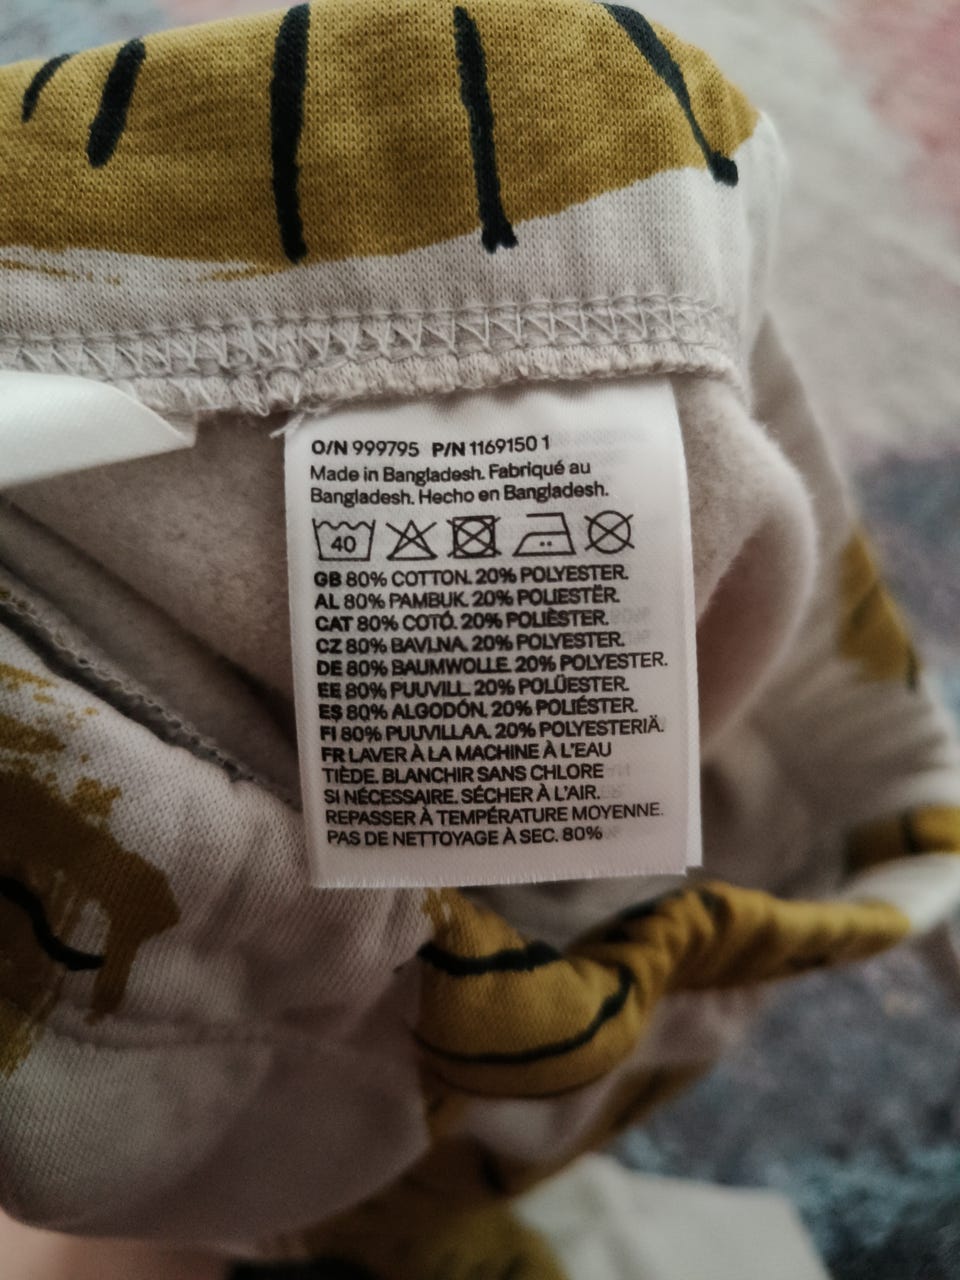 O/N 999795 P/N 1169150 1
Made in Bangladesh. Fabriqué au
Bangladesh. Hecho en Bangladesh.
40
GB 80% COTTON. 20% POLYESTER.
AL 80% PAMBUK. 20% POLIESTËR.
CAT 80% COTÓ. 20% POLIÈSTER.
CZ 80% BAVLNA. 20% POLYESTER.
DE 80% BAUMWOLLE. 20% POLYESTER.
EE 80% PUUVILL. 20% POLÜESTER.
ES 80% ALGODÓN. 20% POLIÉSTER.
FI 80% PUUVILLAA. 20% POLYESTERIÄ.
FR LAVER À LA MACHINE À L'EAU
TIÈDE. BLANCHIR SANS CHLORE
SI NÉCESSAIRE. SÉCHER À L'AIR.
REPASSER À TEMPÉRATURE MOYENNE.
PAS DE NETTOYAGE À SEC. 80%